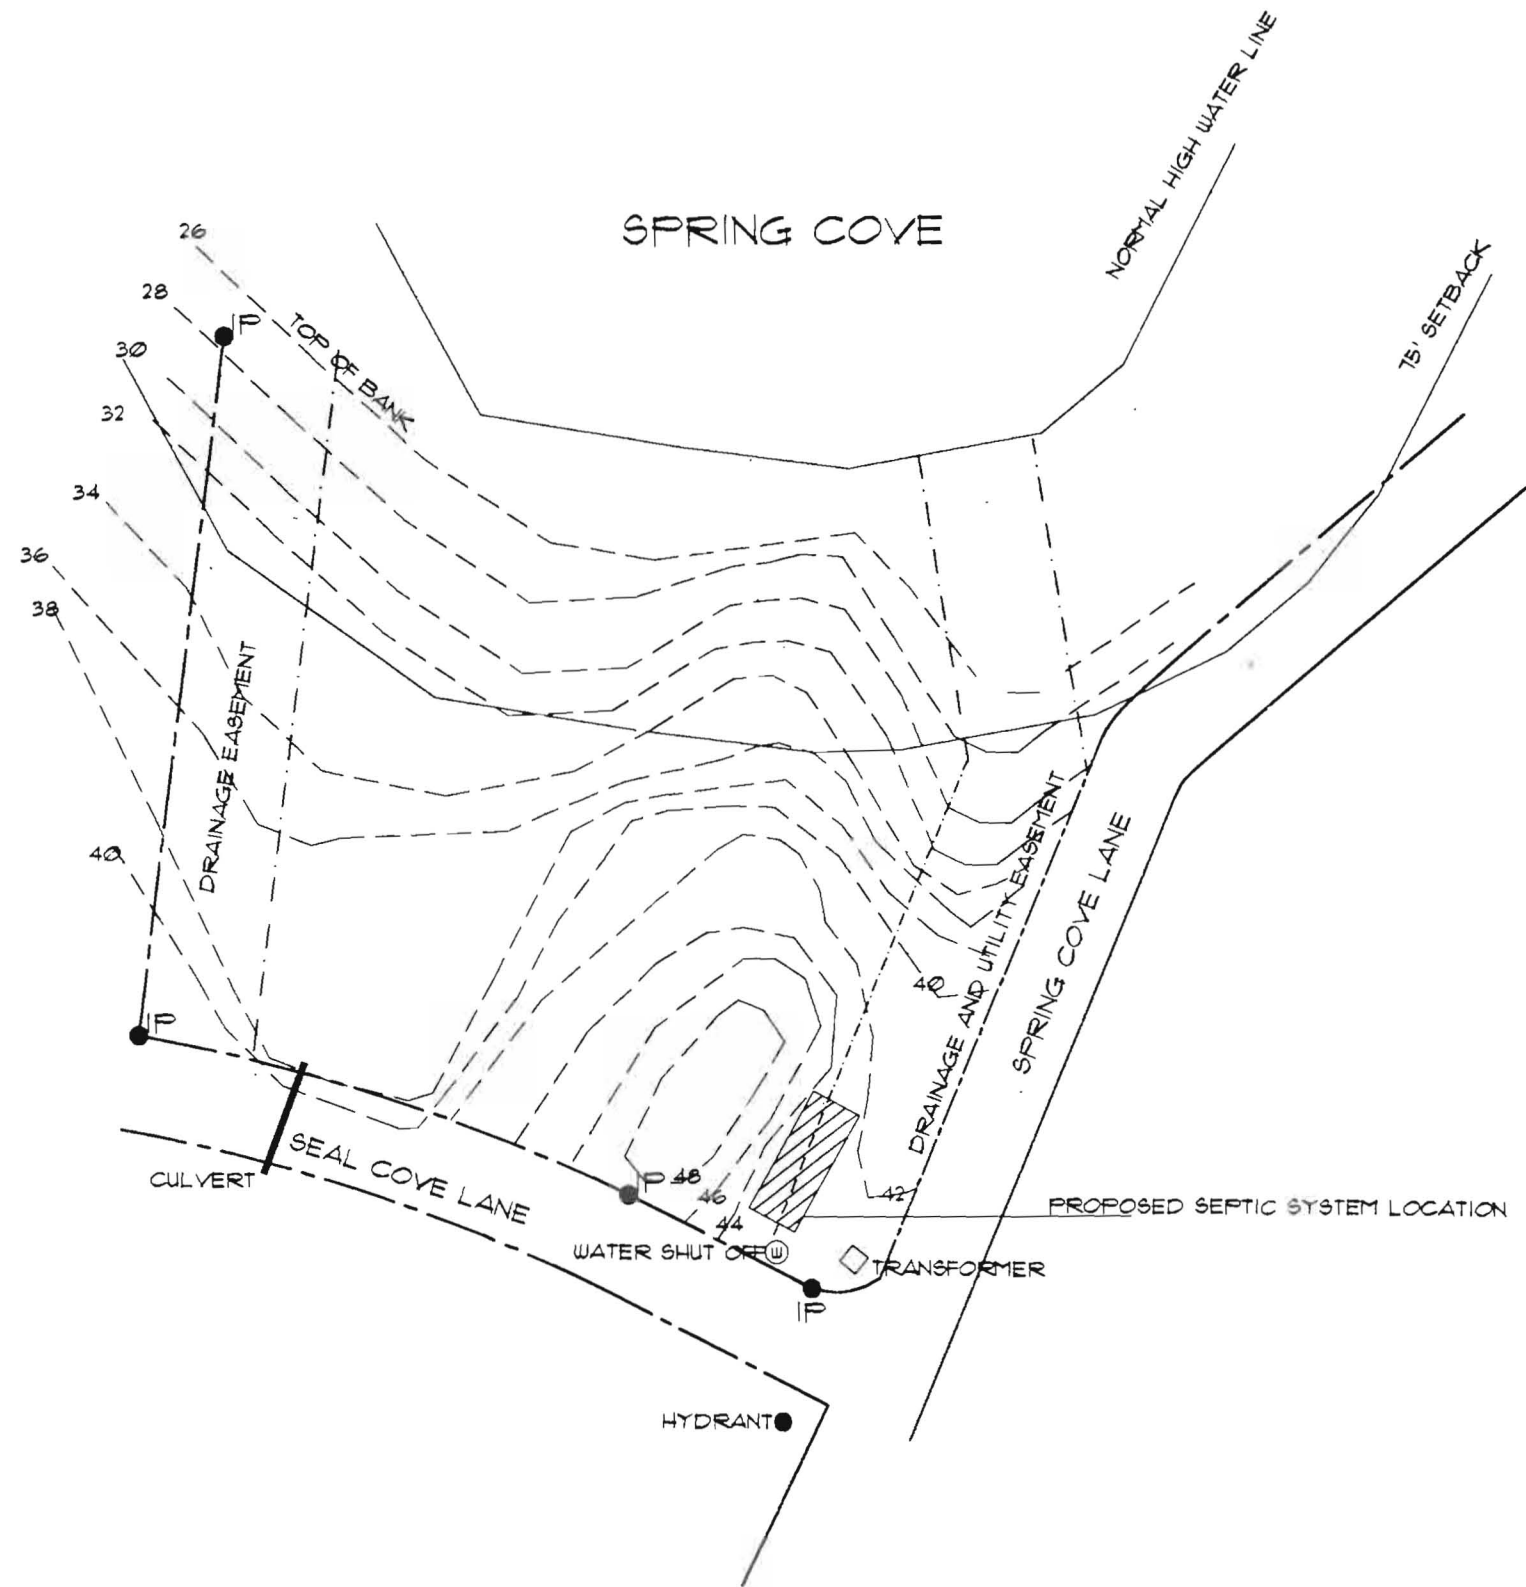 NORMAL HIGH WATER LINE
SPRING COVE
26
28
IP
TOP OF BANK
75' SETBACK
30
32
34
36
38
DRAINAGE EASEMENT
40
DRAINAGE AND UTILITY EASEMENT
SPRING COVE LANE
40
IP
SEAL COVE LANE
CULVERT
IP
48
46
44
42
PROPOSED SEPTIC SYSTEM LOCATION
WATER SHUT OFF
W
TRANSFORMER
IP
HYDRANT